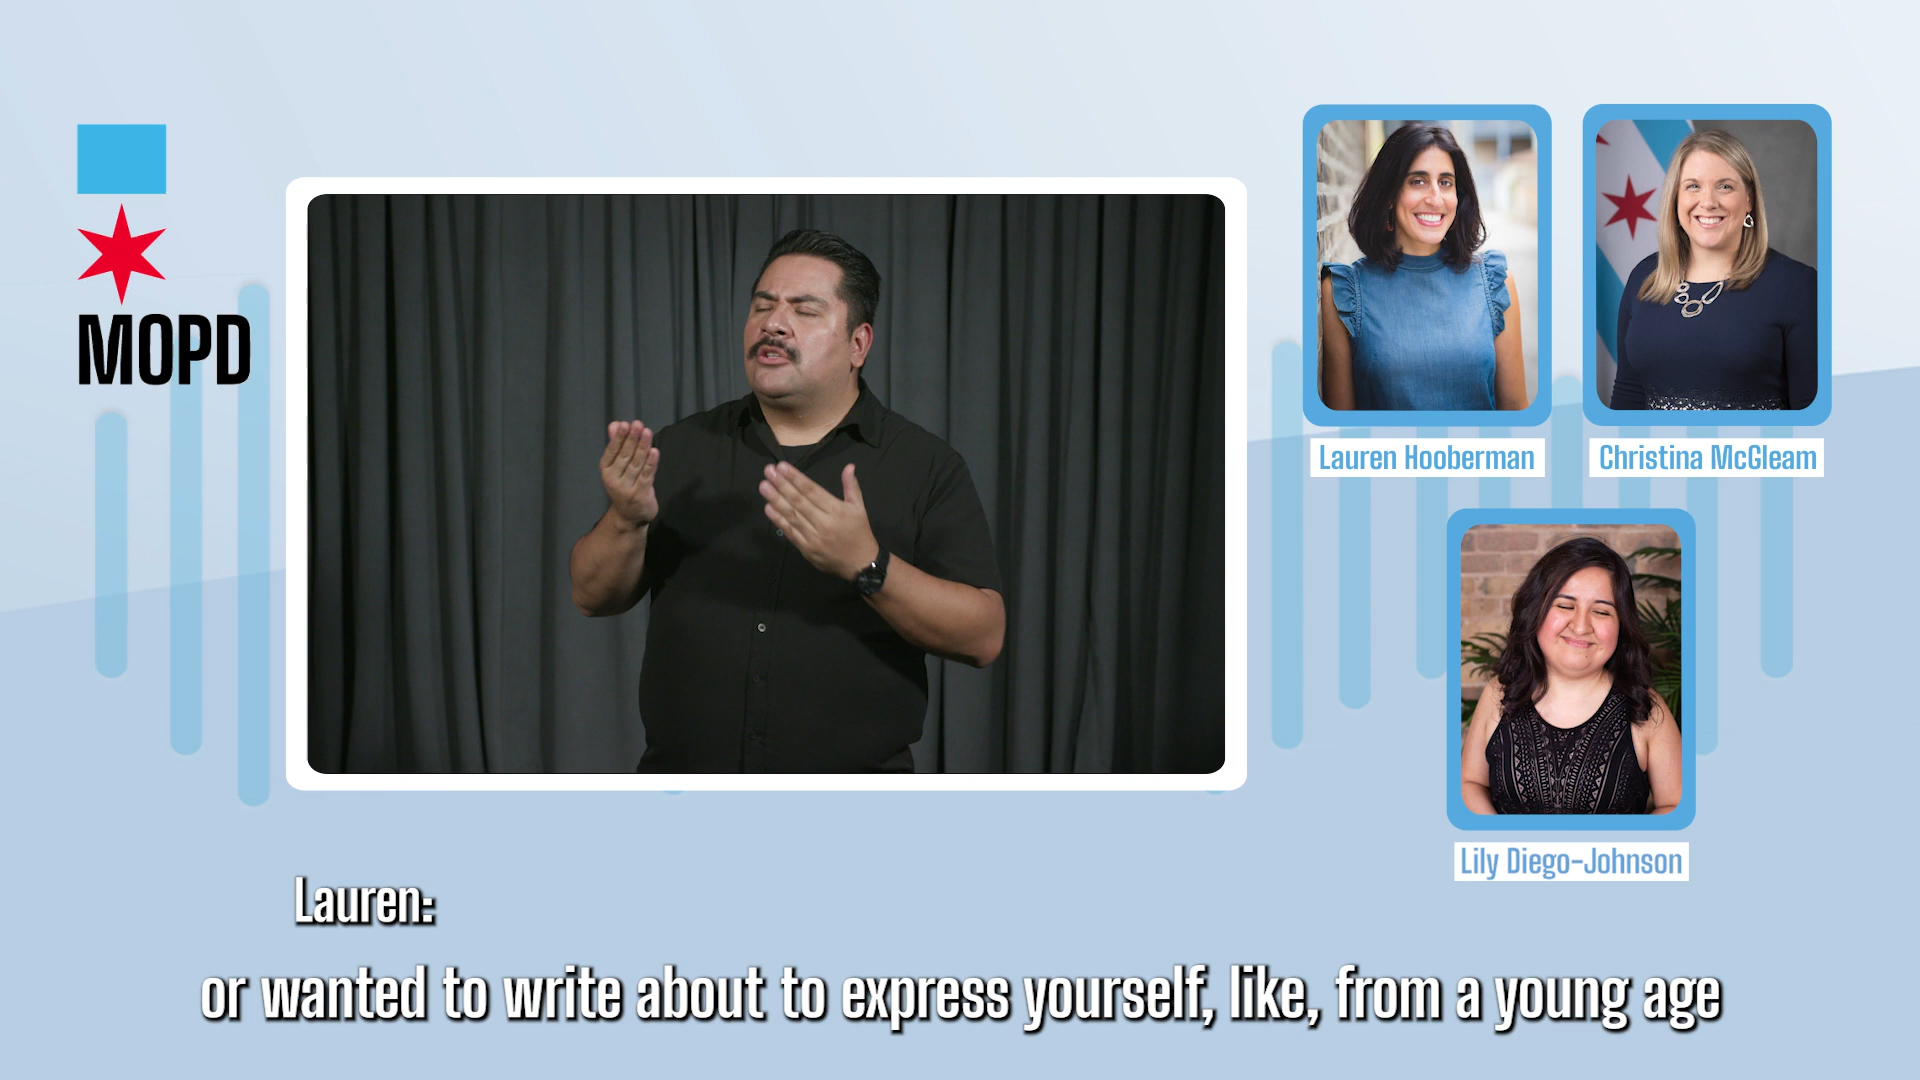 MOPD
Lauren Hooberman
Christina McGleam
Lily Diego-Johnson
Lauren:
or wanted to write about to express yourself, like, from a young age